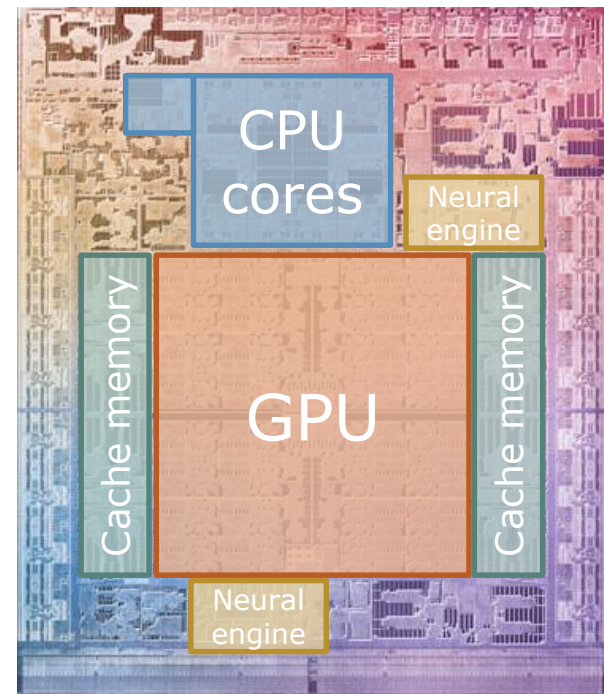 CPU
cores
Neural
engine
Cache memory
GPU
Cache memory
Neural
engine